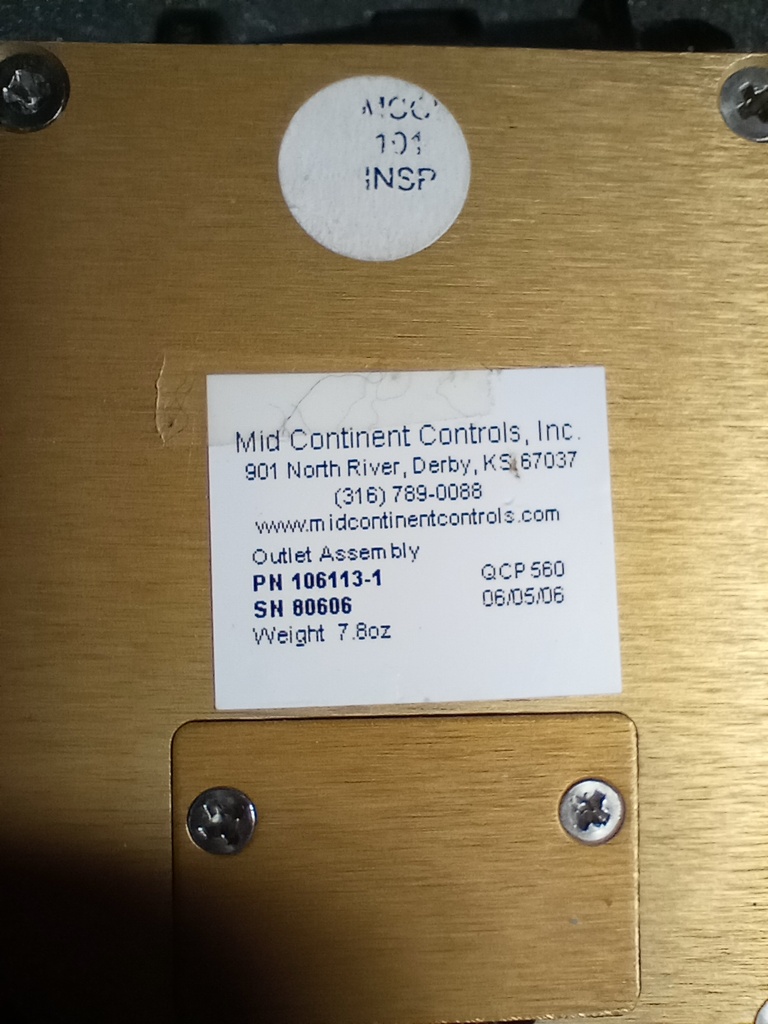 MCC
101
INSP
Mid Continent Controls, Inc.
901 North River, Derby, KS 67037
(316) 789-0088
www.midcontinentcontrols.com
Outlet Assembly
PN 106113-1 QCP 560
SN 80606 06/05/06
Weight 7.8oz